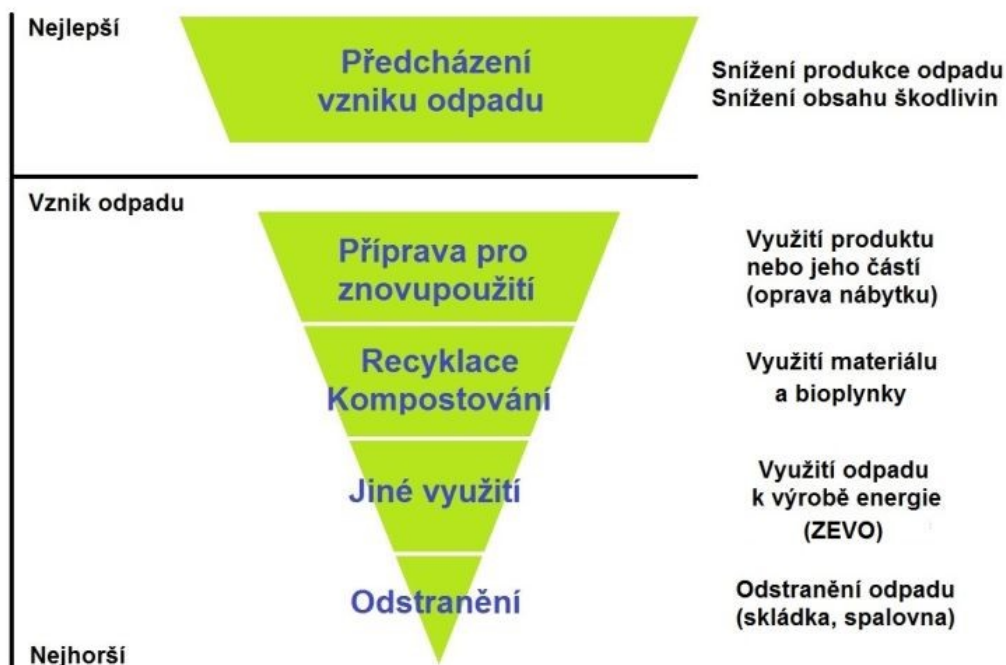 Nejlepší
Předcházení
vzniku odpadu
Snížení produkce odpadu
Snížení obsahu škodlivin
Vznik odpadu
Příprava pro
znovupoužití
Využití produktu
nebo jeho částí
(oprava nábytku)
Recyklace
Kompostování
Využití materiálu
a bioplynky
Jiné využití
Využití odpadu
k výrobě energie
(ZEVO)
Odstranění
Odstranění odpadu
(skládka, spalovna)
Nejhorší